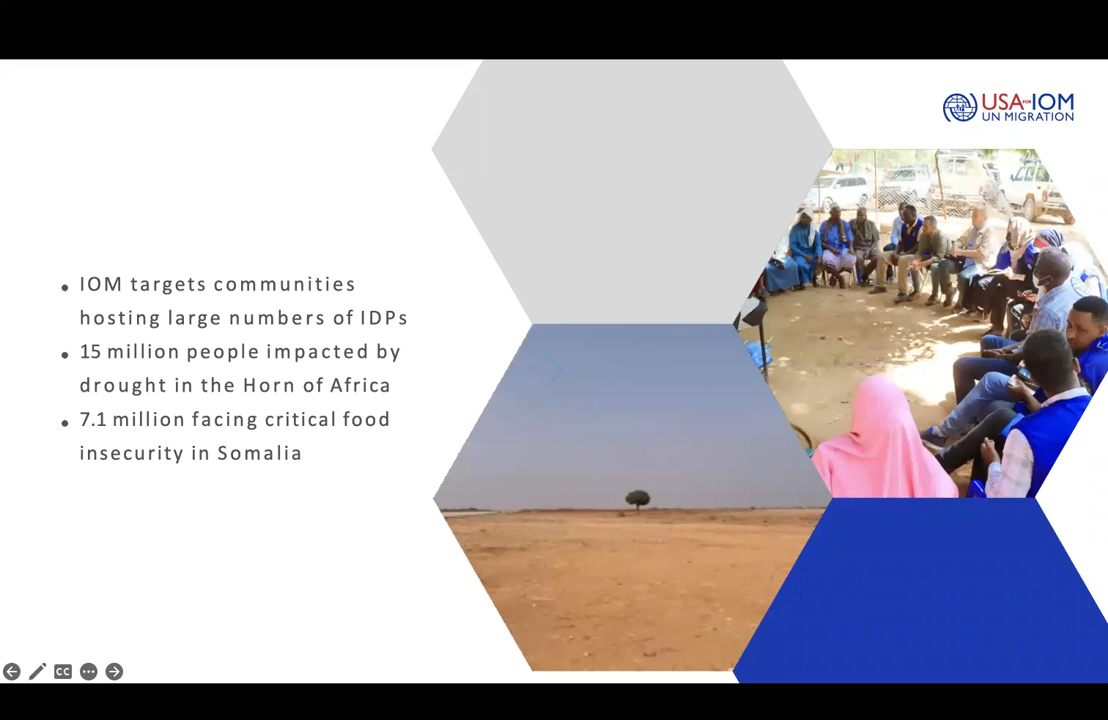 USA FOR IOM
UN MIGRATION
• IOM targets communities
hosting large numbers of IDPs
• 15 million people impacted by
drought in the Horn of Africa
• 7.1 million facing critical food
insecurity in Somalia
CC